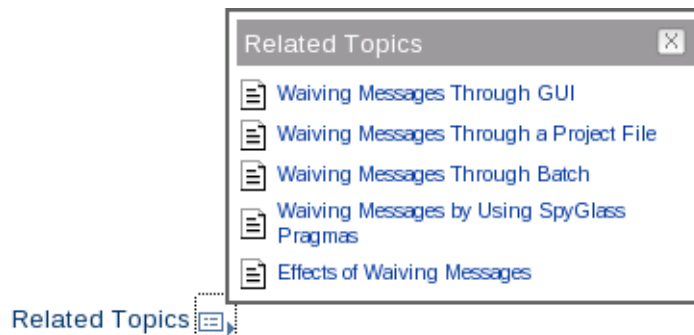 Related Topics
Waiving Messages Through GUI
Waiving Messages Through a Project File
Waiving Messages Through Batch
Waiving Messages by Using SpyGlass
Pragmas
Effects of Waiving Messages
Related Topics